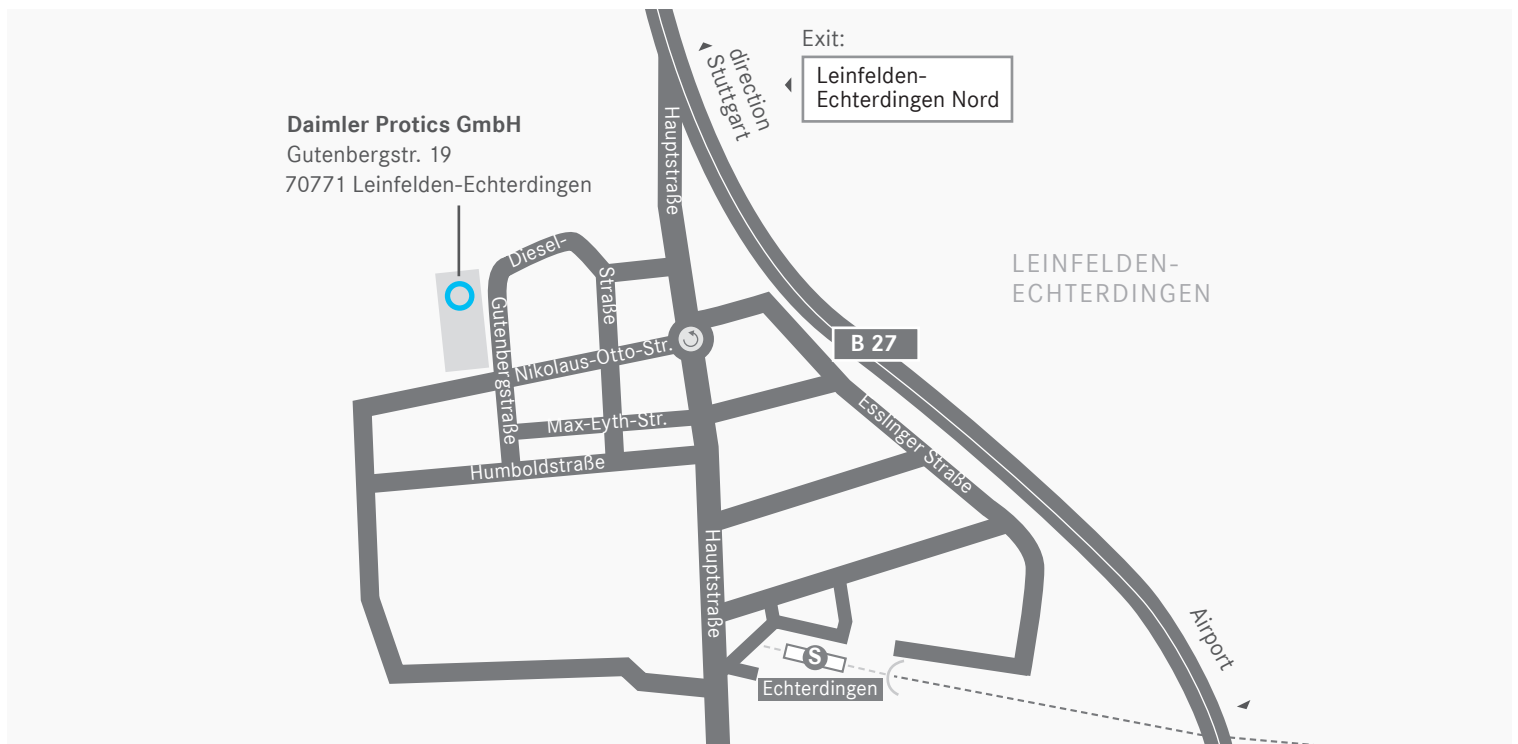 Exit:
Leinfelden-
Echterdingen Nord
direction
Stuttgart
Daimler Protics GmbH
Gutenbergstr. 19
70771 Leinfelden-Echterdingen
Hauptstraße
Diesel-
Straße
LEINFELDEN-
ECHTERDINGEN
Gutenbergstraße
Nikolaus-Otto-Str.
B 27
Max-Eyth-Str.
Esslinger Straße
Humboldstraße
Hauptstraße
Airport
S
Echterdingen